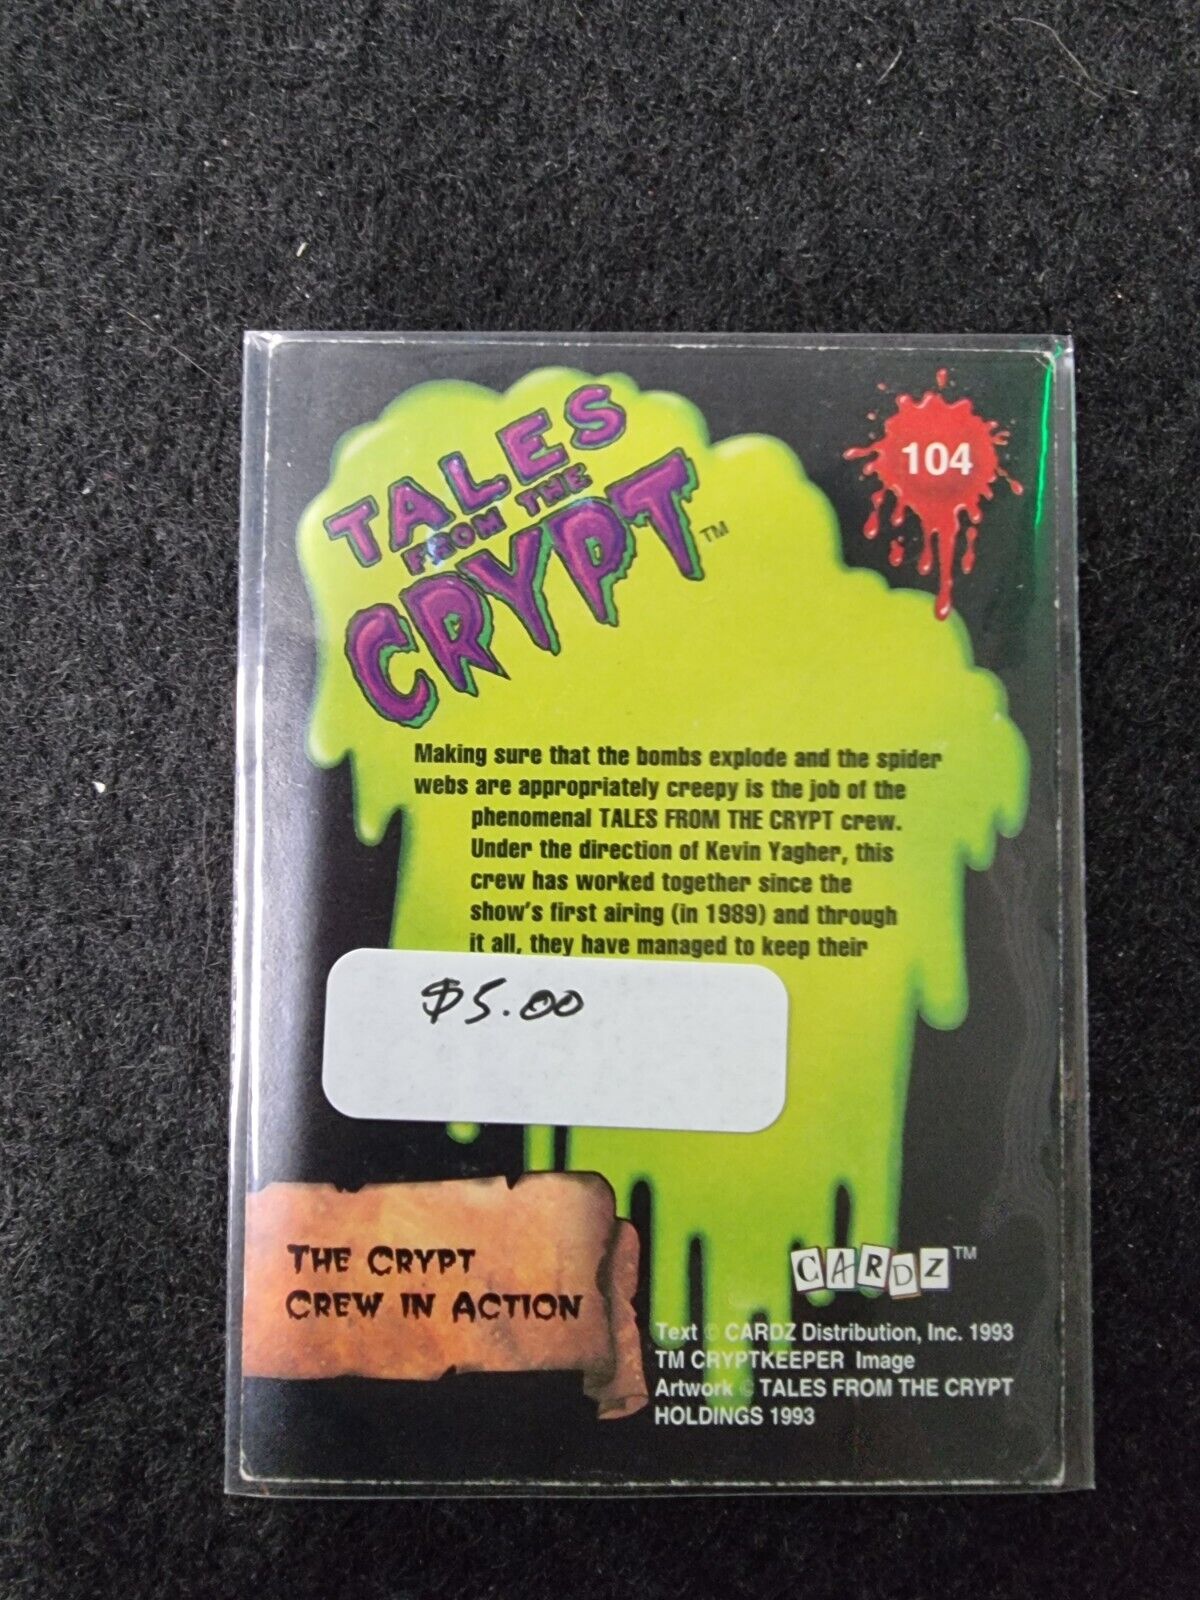 104
TALES
FROM THE
CRYPT™
Making sure that the bombs explode and the spider
webs are appropriately creepy is the job of the
phenomenal TALES FROM THE CRYPT crew.
Under the direction of Kevin Yagher, this
crew has worked together since the
show's first airing (in 1989) and through
it all, they have managed to keep their
$5.00
THE CRYPT
CREW IN ACTION
CARDZ™
Text © CARDZ Distribution, Inc. 1993
TM CRYPTKEEPER Image
Artwork © TALES FROM THE CRYPT
HOLDINGS 1993